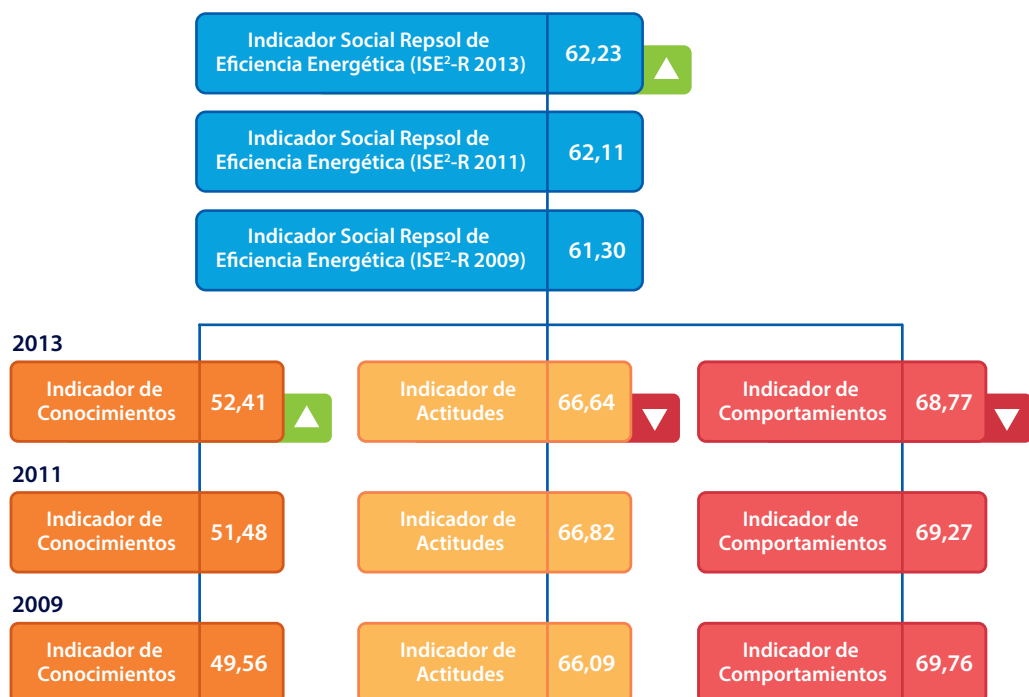 Indicador Social Repsol de
Eficiencia Energética (ISE²-R 2013)
62,23
Indicador Social Repsol de
Eficiencia Energética (ISE²-R 2011)
62,11
Indicador Social Repsol de
Eficiencia Energética (ISE²-R 2009)
61,30
2013
Indicador de
Conocimientos
52,41
Indicador de
Actitudes
66,64
Indicador de
Comportamientos
68,77
2011
Indicador de
Conocimientos
51,48
Indicador de
Actitudes
66,82
Indicador de
Comportamientos
69,27
2009
Indicador de
Conocimientos
49,56
Indicador de
Actitudes
66,09
Indicador de
Comportamientos
69,76